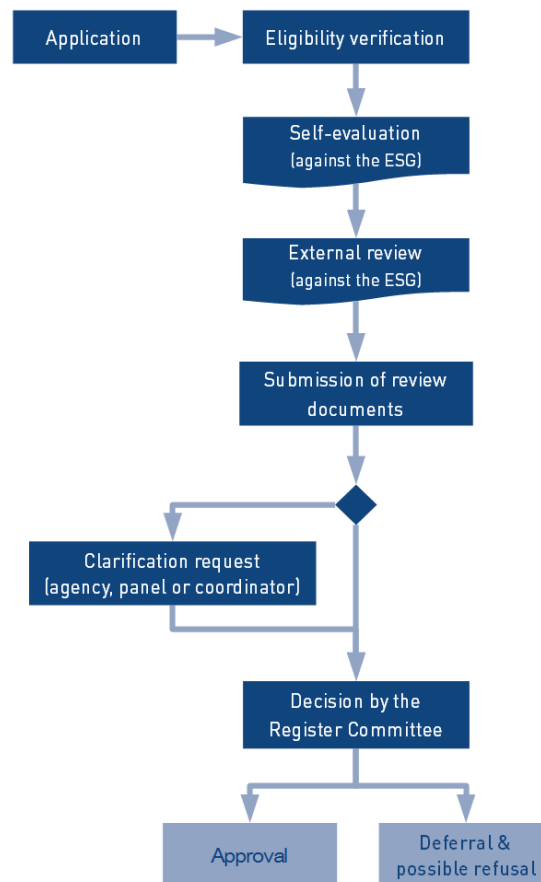 Application
Eligibility verification
Self-evaluation
(against the ESG)
External review
(against the ESG)
Submission of review
documents
Clarification request
(agency, panel or coordinator)
Decision by the
Register Committee
Approval
Deferral &
possible refusal